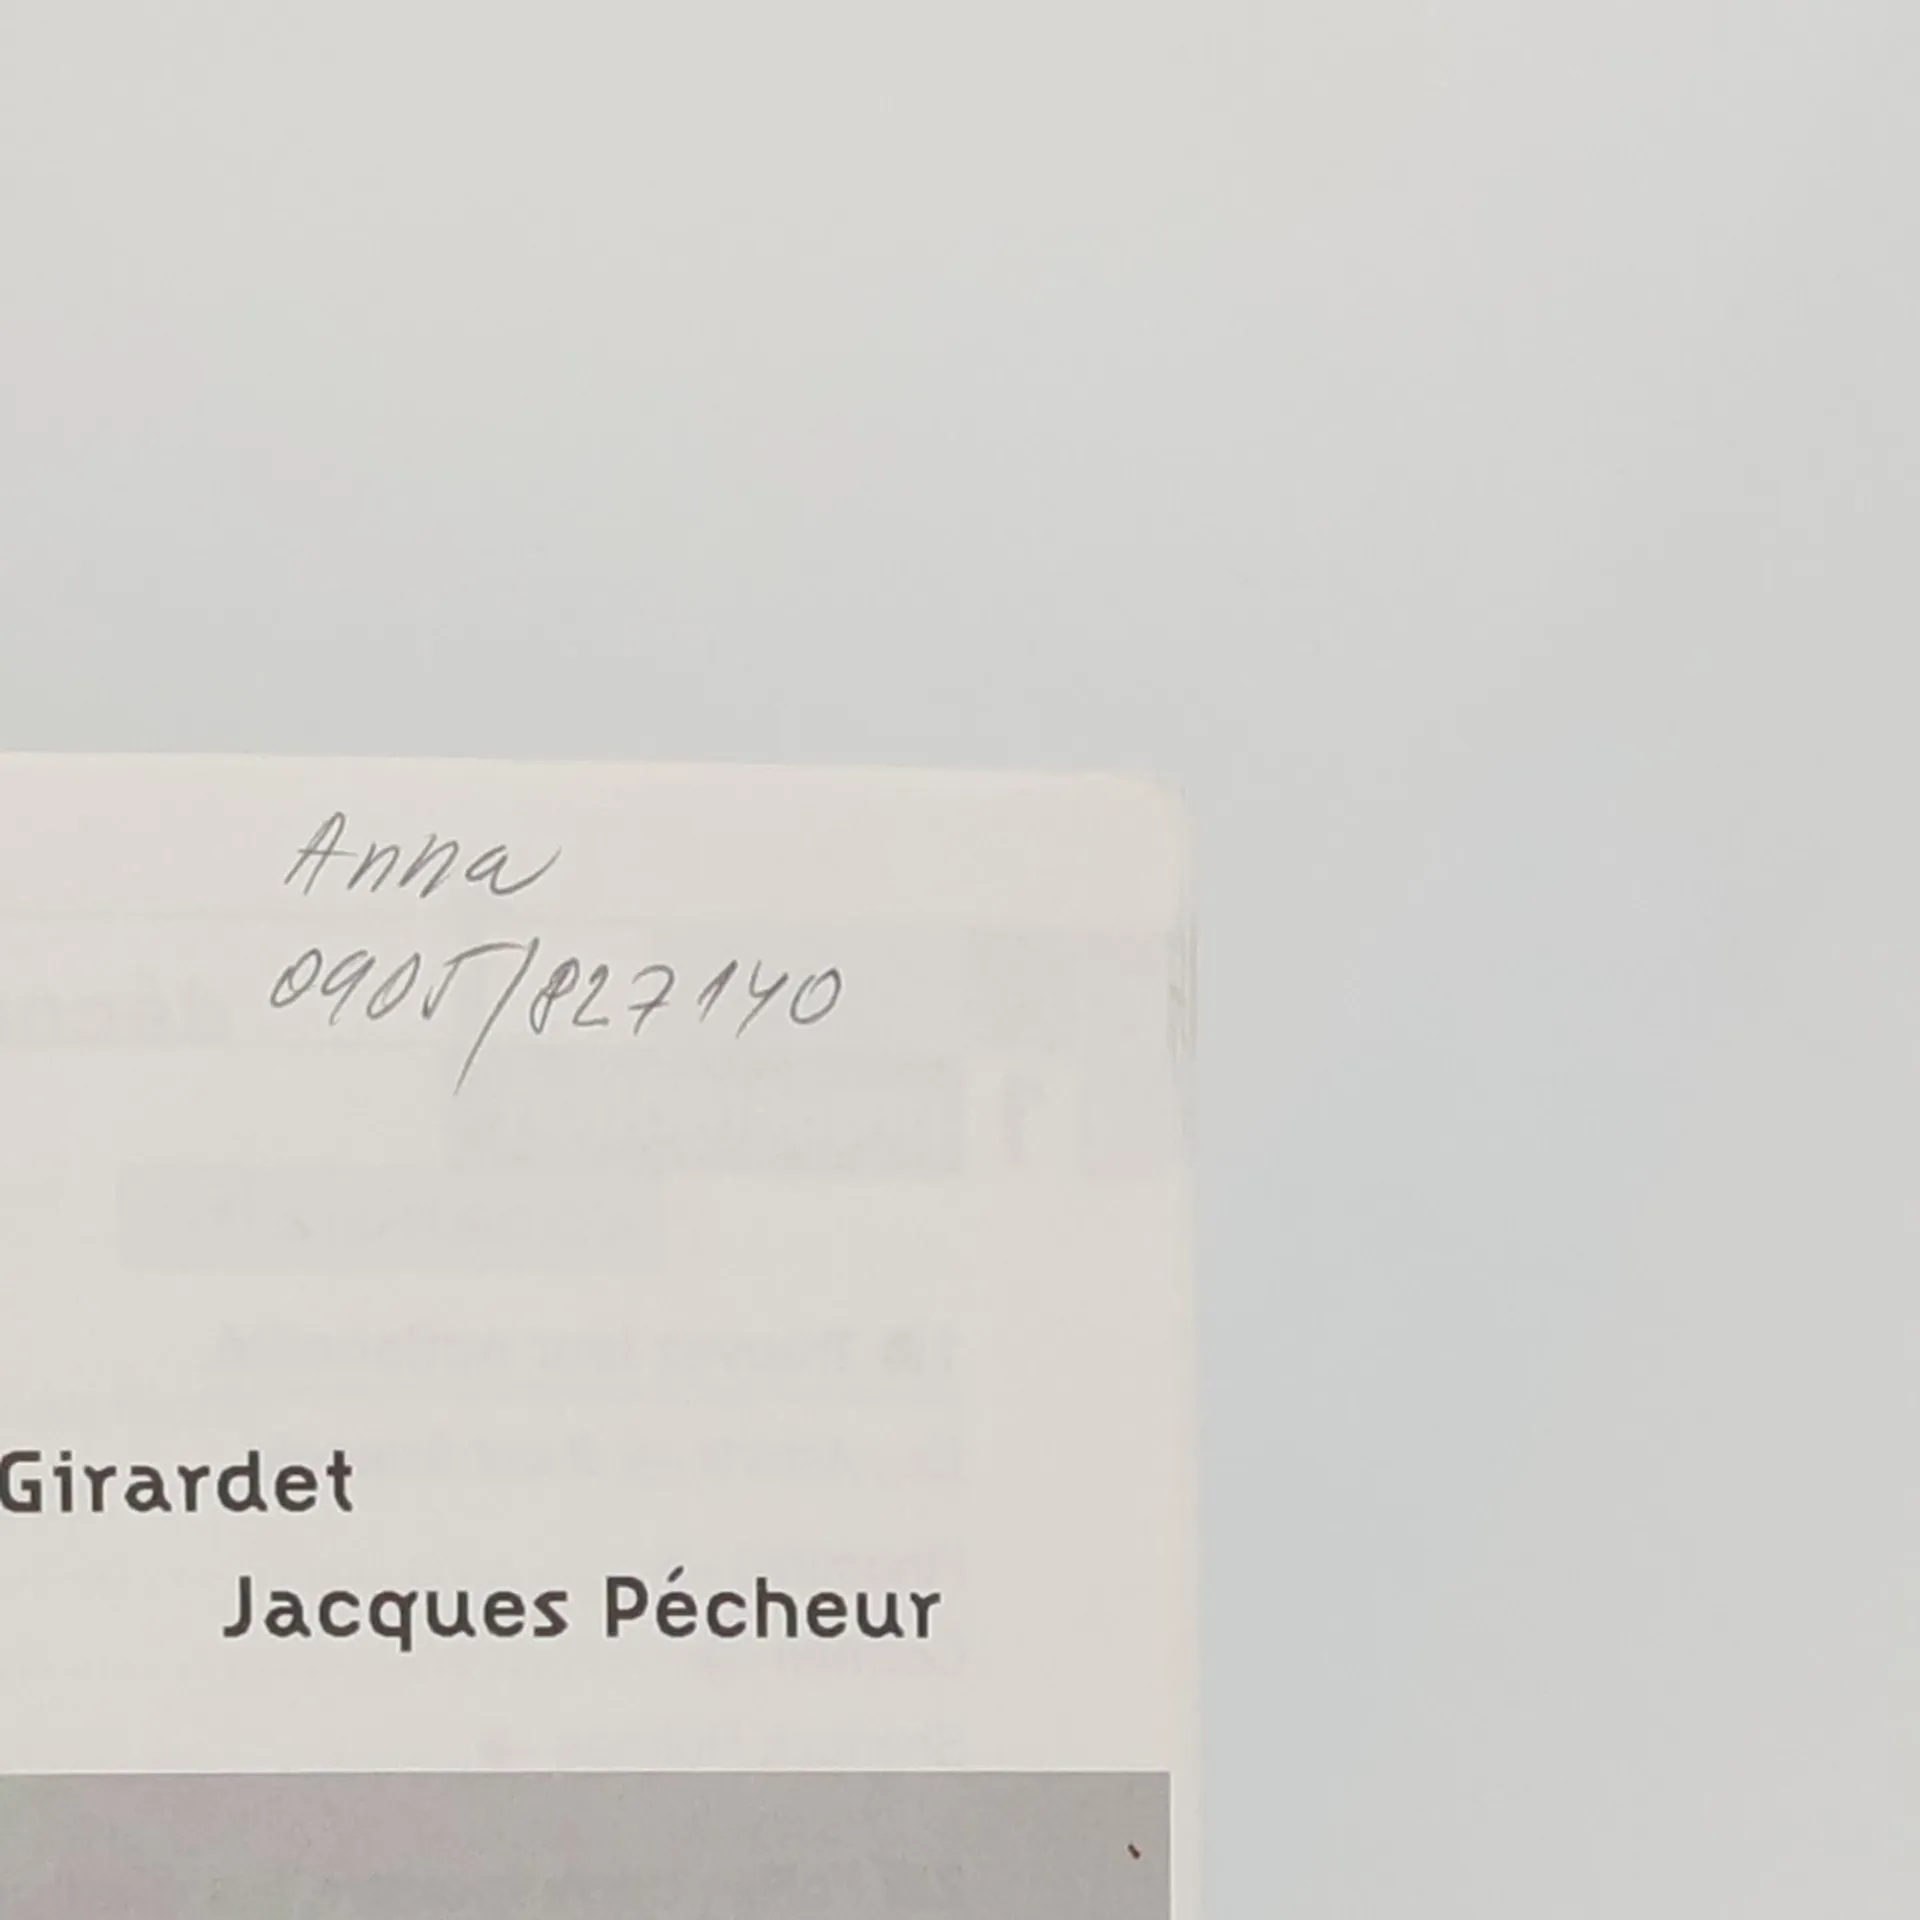 Anna
0905/827140
Girardet
Jacques Pécheur